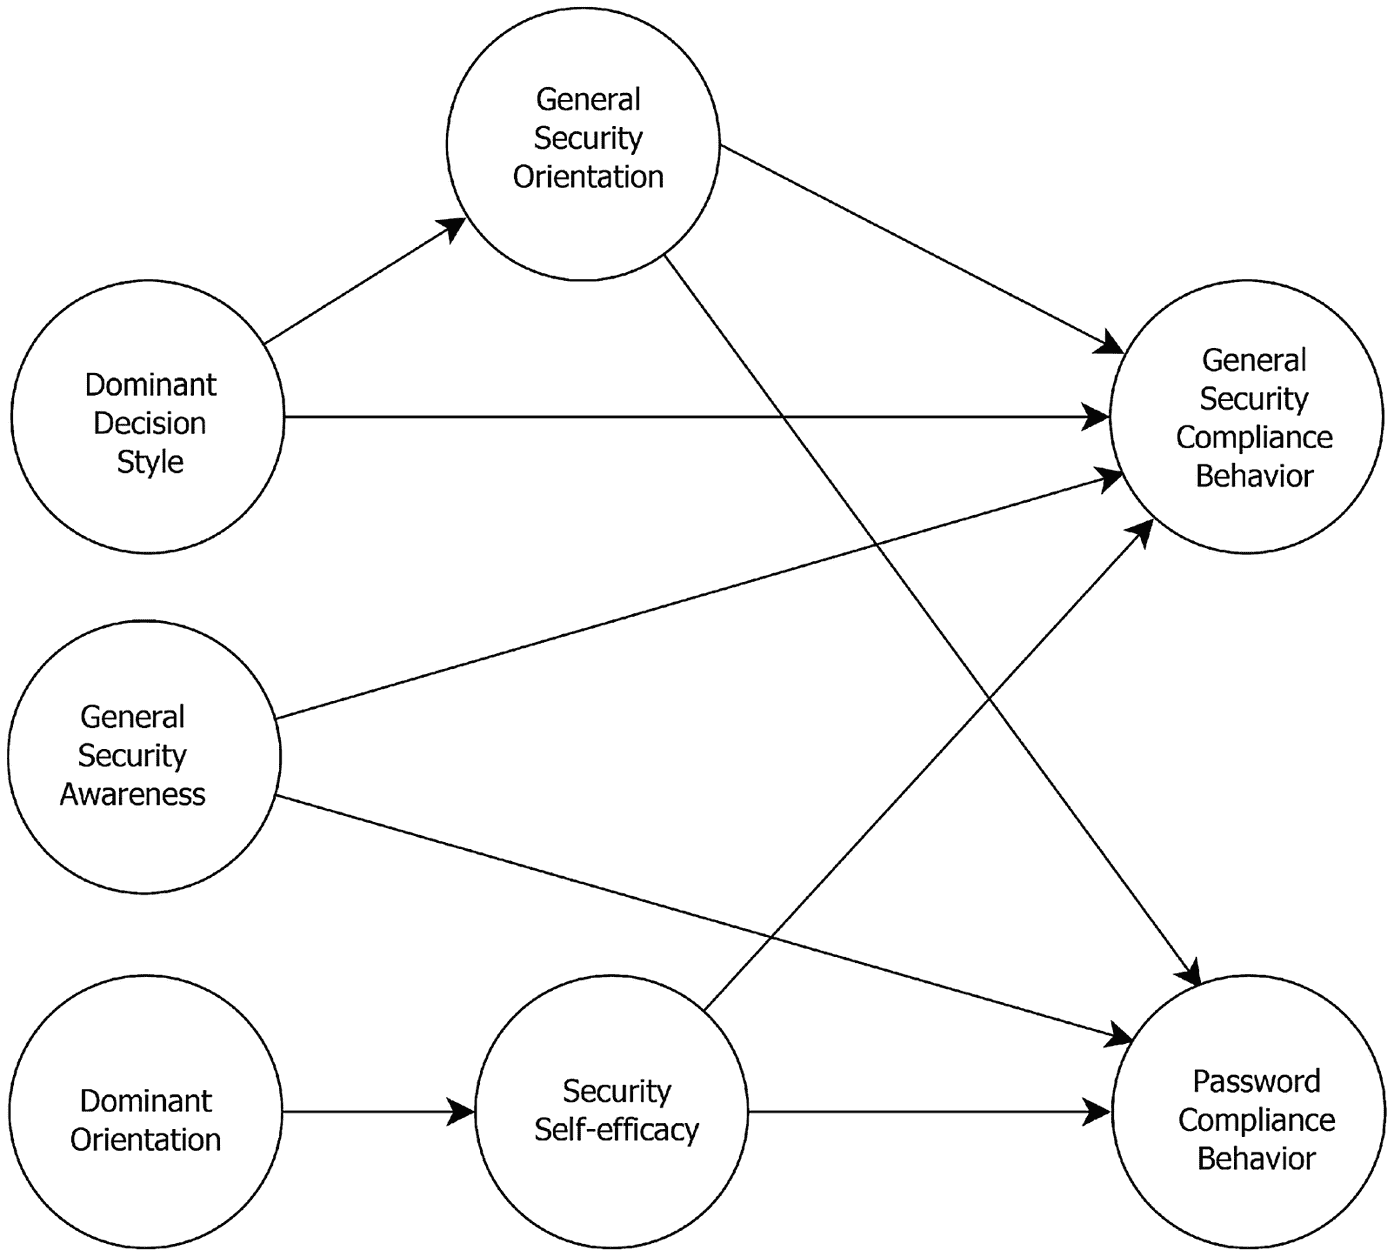 General
Security
Orientation
Dominant
Decision
Style
General
Security
Compliance
Behavior
General
Security
Awareness
Dominant
Orientation
Security
Self-efficacy
Password
Compliance
Behavior